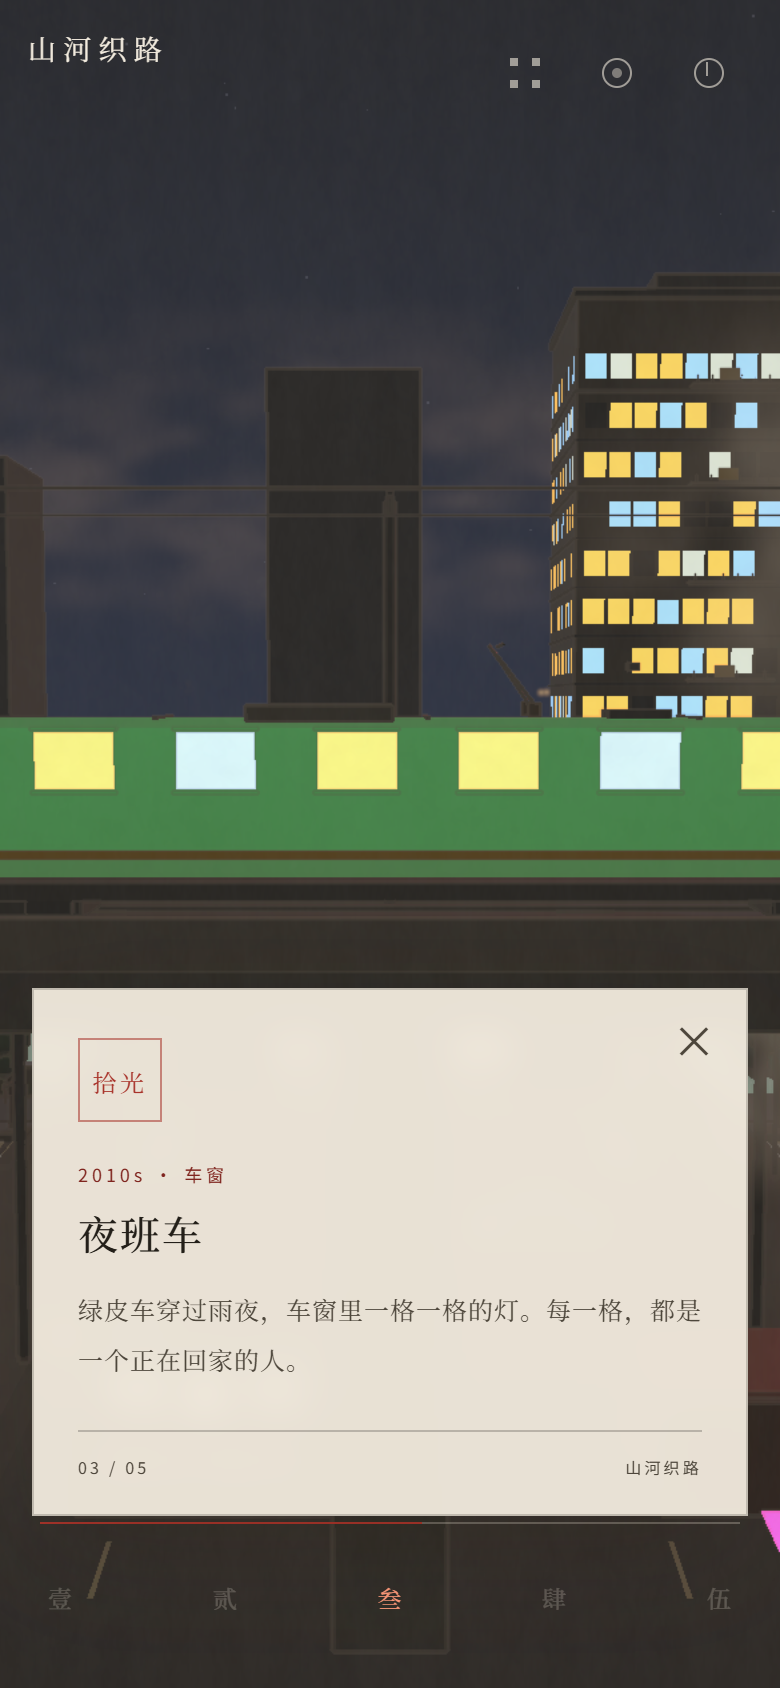 山河织路
拾光
2010s · 车窗
夜班车
绿皮车穿过雨夜，车窗里一格一格的灯。每一格，都是
一个正在回家的人。
03 / 05
山河织路
壹 贰 叁 肆 伍